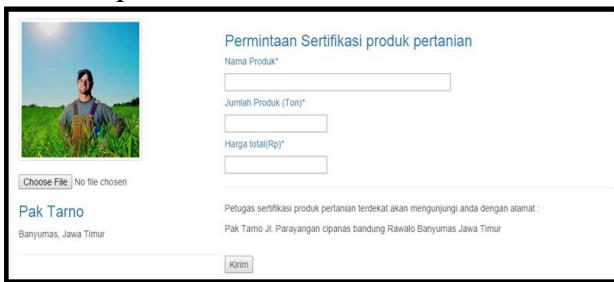 Permintaan Sertifikasi produk pertanian
Nama Produk*
Jumlah Produk (Ton)*
Harga total(Rp)*
Choose File No file chosen
Pak Tarno
Banyumas, Jawa Timur
Petugas sertifikasi produk pertanian terdekat akan mengunjungi anda dengan alamat :
Pak Tarno Jl. Parayangan cipanas bandung Rawalo Banyumas Jawa Timur
Kirim